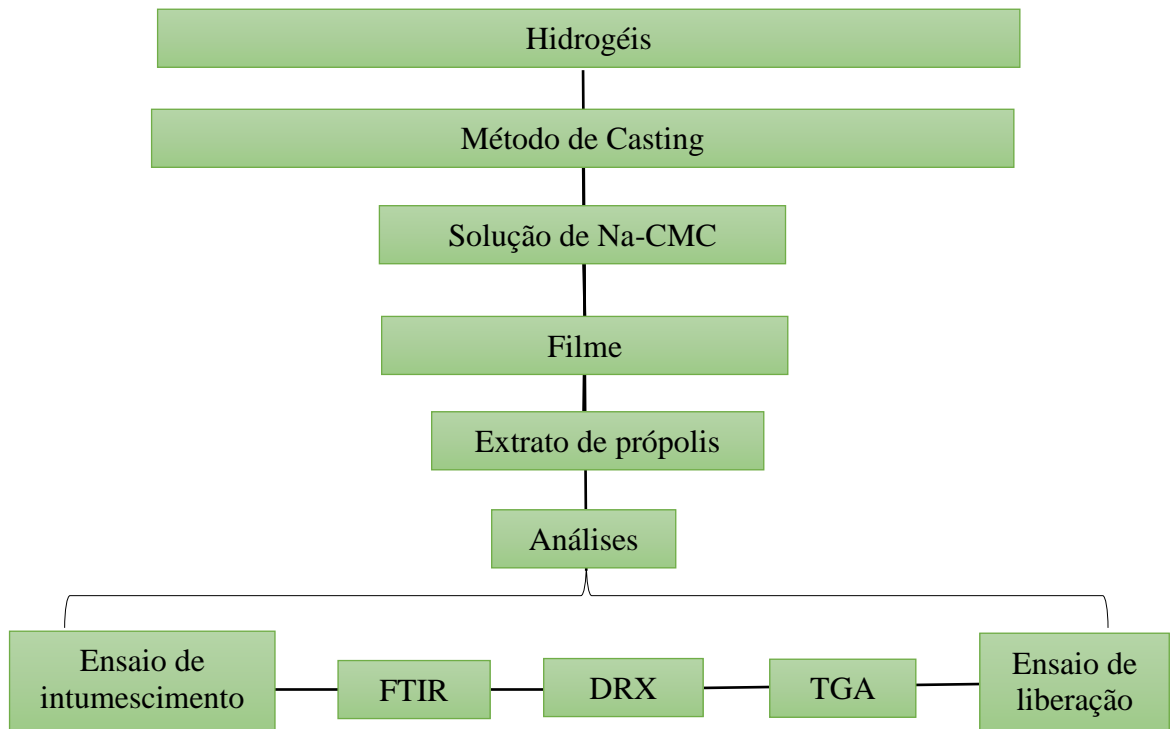 Hidrogéis
Método de Casting
Solução de Na-CMC
Filme
Extrato de própolis
Análises
Ensaio de
intumescimento
FTIR
DRX
TGA
Ensaio de
liberação